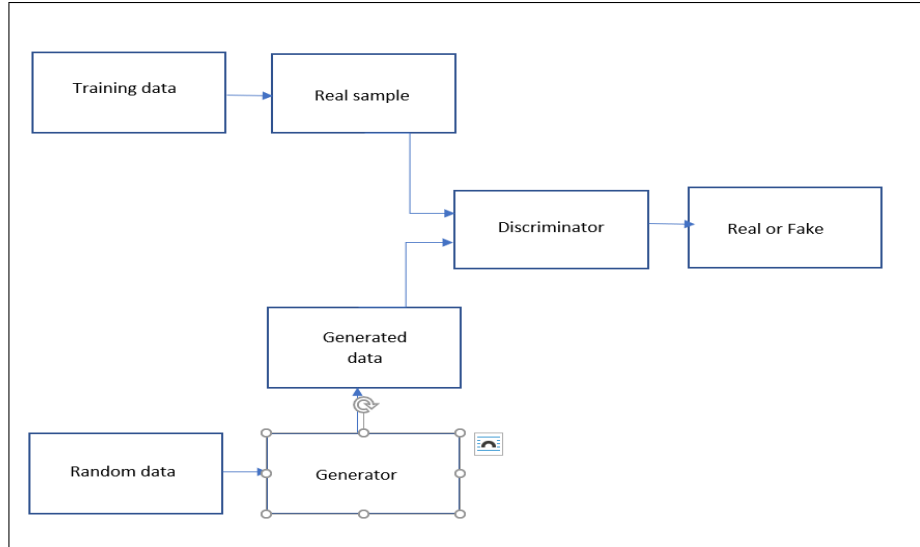 Training data
Real sample
Discriminator
Real or Fake
Generated
data
Random data
Generator